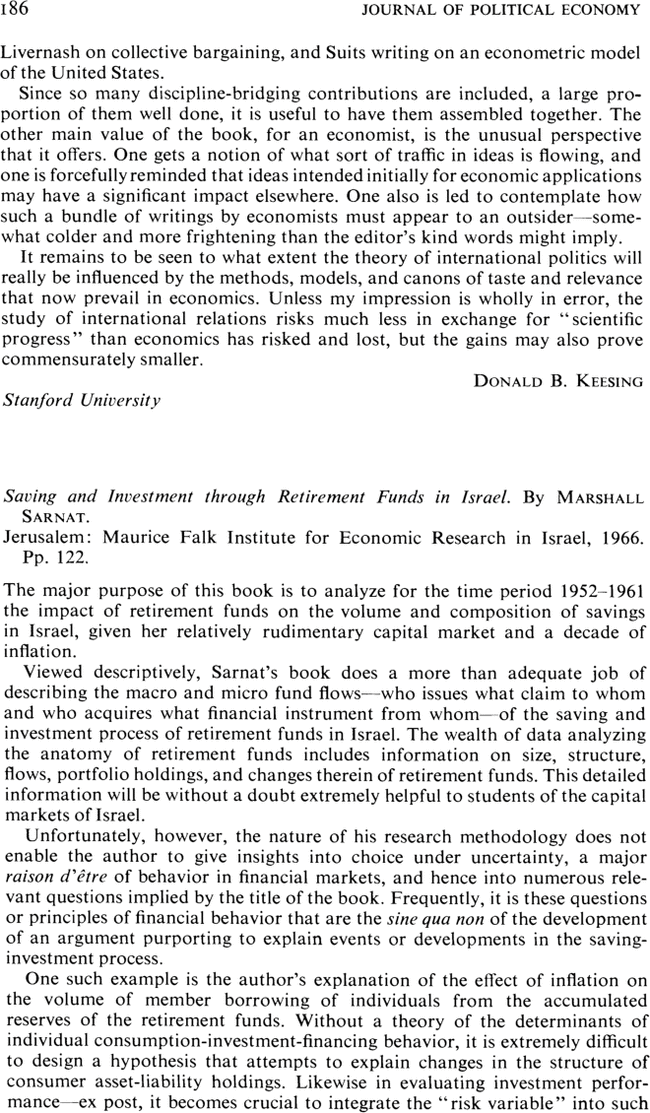 186 JOURNAL OF POLITICAL ECONOMY
Livernash on collective bargaining, and Suits writing on an econometric model
of the United States.
Since so many discipline-bridging contributions are included, a large pro-
portion of them well done, it is useful to have them assembled together. The
other main value of the book, for an economist, is the unusual perspective
that it offers. One gets a notion of what sort of traffic in ideas is flowing, and
one is forcefully reminded that ideas intended initially for economic applications
may have a significant impact elsewhere. One also is led to contemplate how
such a bundle of writings by economists must appear to an outsider—some-
what colder and more frightening than the editor's kind words might imply.
It remains to be seen to what extent the theory of international politics will
really be influenced by the methods, models, and canons of taste and relevance
that now prevail in economics. Unless my impression is wholly in error, the
study of international relations risks much less in exchange for “scientific
progress” than economics has risked and lost, but the gains may also prove
commensurately smaller.
DONALD B. KEESING
Stanford University
Saving and Investment through Retirement Funds in Israel. By MARSHALL
SARNAT.
Jerusalem: Maurice Falk Institute for Economic Research in Israel, 1966.
Pp. 122.
The major purpose of this book is to analyze for the time period 1952–1961
the impact of retirement funds on the volume and composition of savings
in Israel, given her relatively rudimentary capital market and a decade of
inflation.
Viewed descriptively, Sarnat's book does a more than adequate job of
describing the macro and micro fund flows—who issues what claim to whom
and who acquires what financial instrument from whom—of the saving and
investment process of retirement funds in Israel. The wealth of data analyzing
the anatomy of retirement funds includes information on size, structure,
flows, portfolio holdings, and changes therein of retirement funds. This detailed
information will be without a doubt extremely helpful to students of the capital
markets of Israel.
Unfortunately, however, the nature of his research methodology does not
enable the author to give insights into choice under uncertainty, a major
raison d'être of behavior in financial markets, and hence into numerous rele-
vant questions implied by the title of the book. Frequently, it is these questions
or principles of financial behavior that are the sine qua non of the development
of an argument purporting to explain events or developments in the saving-
investment process.
One such example is the author's explanation of the effect of inflation on
the volume of member borrowing of individuals from the accumulated
reserves of the retirement funds. Without a theory of the determinants of
individual consumption-investment-financing behavior, it is extremely difficult
to design a hypothesis that attempts to explain changes in the structure of
consumer asset-liability holdings. Likewise in evaluating investment perfor-
mance—ex post, it becomes crucial to integrate the “risk variable” into such